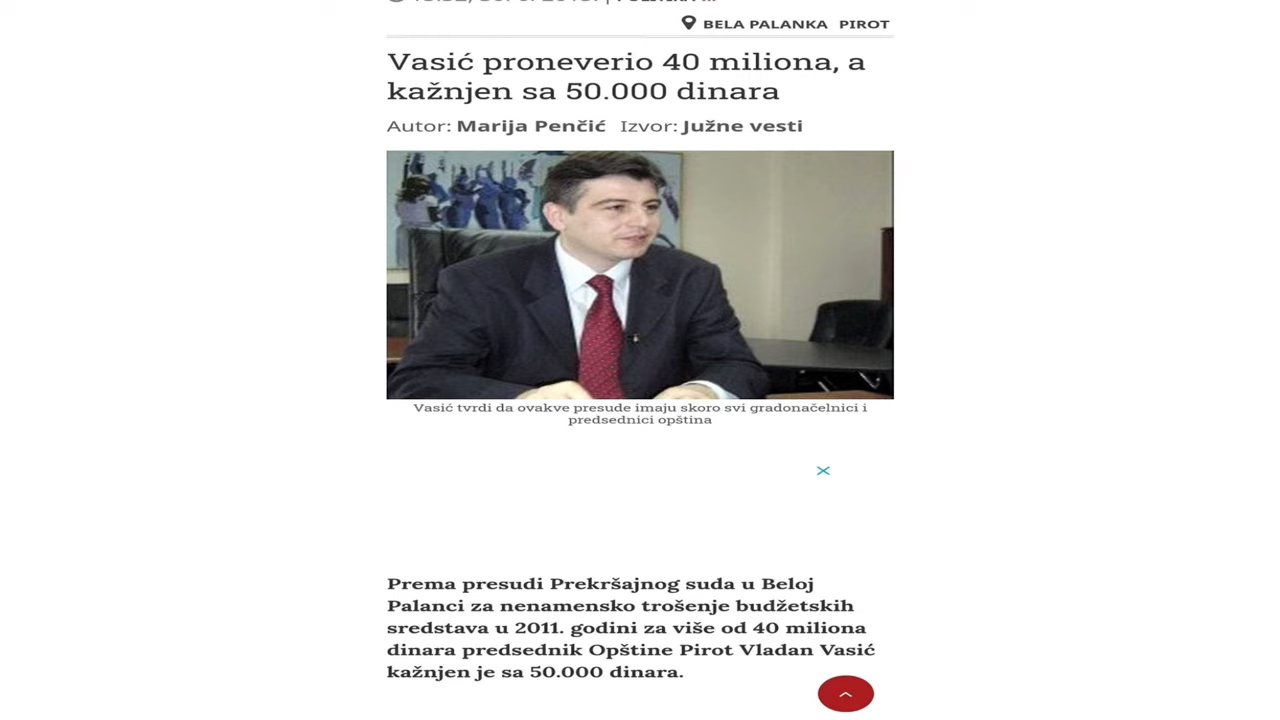 BELA PALANKA PIROT
Vasić proneverio 40 miliona, a
kažnjen sa 50.000 dinara
Autor: Marija Penčić Izvor: Južne vesti
Vasić tvrdi da ovakve presude imaju skoro svi gradonačelnici i
predsednici opština
Prema presudi Prekršajnog suda u Beloj
Palanci za nenamensko trošenje budžetskih
sredstava u 2011. godini za više od 40 miliona
dinara predsednik Opštine Pirot Vladan Vasić
kažnjen je sa 50.000 dinara.